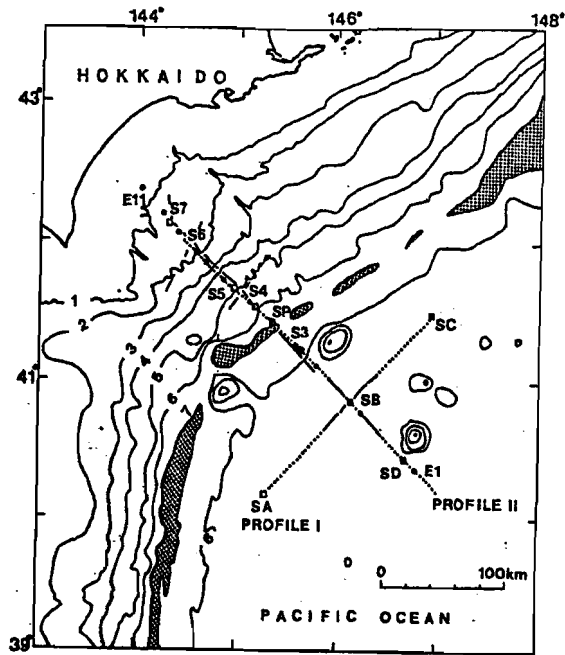 144° 146° 148°
HOKKAIDO
43
E11
S7
S6
S5 S4
SP
S3
SC
1
2
3
4
5
6
7
41
SB
SD E1
SA
PROFILE I
PROFILE II
6
0 100km
PACIFIC OCEAN
39